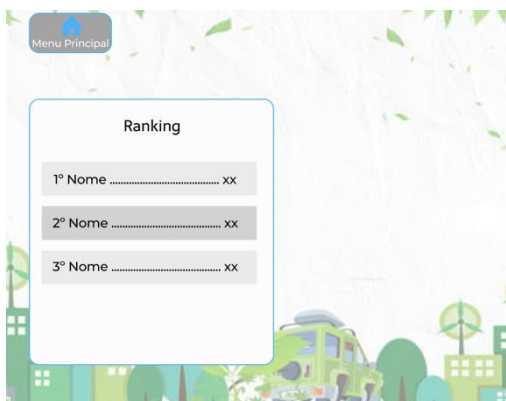 Menu Principal
Ranking
1º Nome ........................................ xx
2º Nome ........................................ xx
3º Nome ........................................ xx